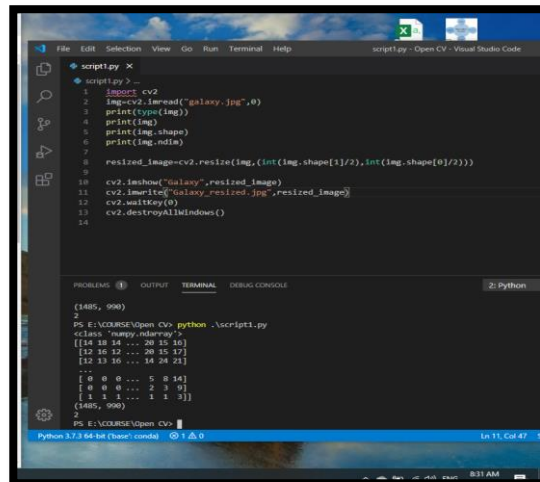 a.
File Edit Selection View Go Run Terminal Help script1.py - Open CV - Visual Studio Code
script1.py ×
script1.py > ...
1 import cv2
2 img=cv2.imread("galaxy.jpg",0)
3 print(type(img))
4 print(img)
5 print(img.shape)
6 print(img.ndim)
7
8 resized_image=cv2.resize(img,(int(img.shape[1]/2),int(img.shape[0]/2)))
9
10 cv2.imshow("Galaxy",resized_image)
11 cv2.imwrite("Galaxy_resized.jpg",resized_image)
12 cv2.waitKey(0)
13 cv2.destroyAllWindows()
14
PROBLEMS 1 OUTPUT TERMINAL DEBUG CONSOLE 2: Python
(1485, 990)
2
PS E:\COURSE\Open CV> python .\script1.py
<class 'numpy.ndarray'>
[[14 18 14 ... 20 15 16]
[12 16 12 ... 20 15 17]
[12 13 16 ... 14 24 21]
...
[ 0 0 0 ... 5 8 14]
[ 0 0 0 ... 2 3 9]
[ 1 1 1 ... 1 1 3]]
(1485, 990)
2
PS E:\COURSE\Open CV>
Python 3.7.3 64-bit ('base': conda) 1 0 Ln 11, Col 47
ENG 8:31 AM